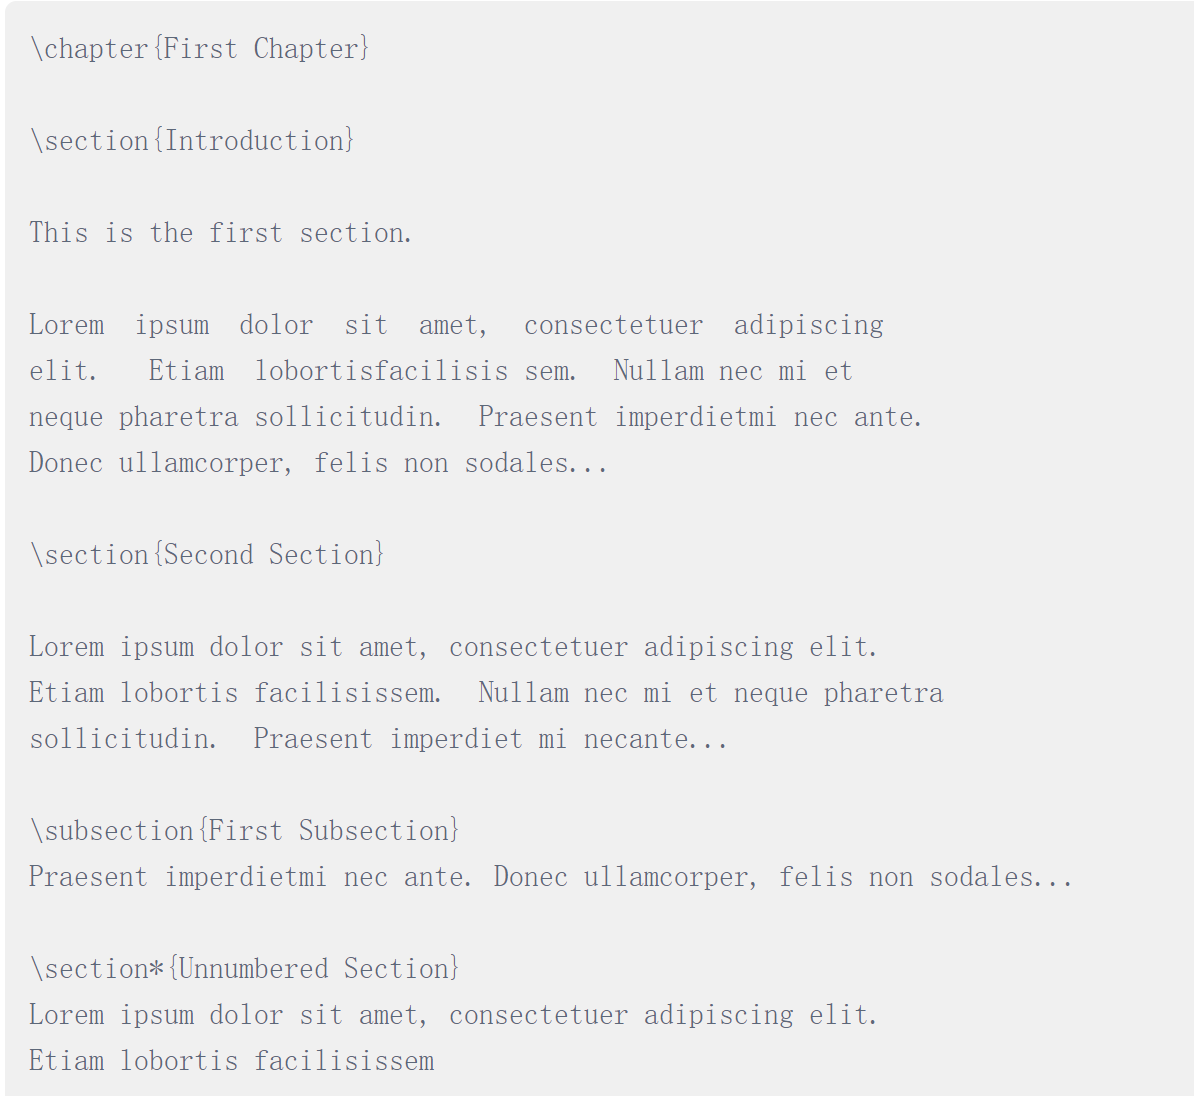 \chapter{First Chapter}
\section{Introduction}
This is the first section.
Lorem  ipsum  dolor  sit  amet,  consectetuer  adipiscing
elit.   Etiam  lobortisfacilisis sem.  Nullam nec mi et
neque pharetra sollicitudin.  Praesent imperdietmi nec ante.
Donec ullamcorper, felis non sodales...
\section{Second Section}
Lorem ipsum dolor sit amet, consectetuer adipiscing elit.
Etiam lobortis facilisissem.  Nullam nec mi et neque pharetra
sollicitudin.  Praesent imperdiet mi necante...
\subsection{First Subsection}
Praesent imperdietmi nec ante. Donec ullamcorper, felis non sodales...
\section*{Unnumbered Section}
Lorem ipsum dolor sit amet, consectetuer adipiscing elit.
Etiam lobortis facilisissem